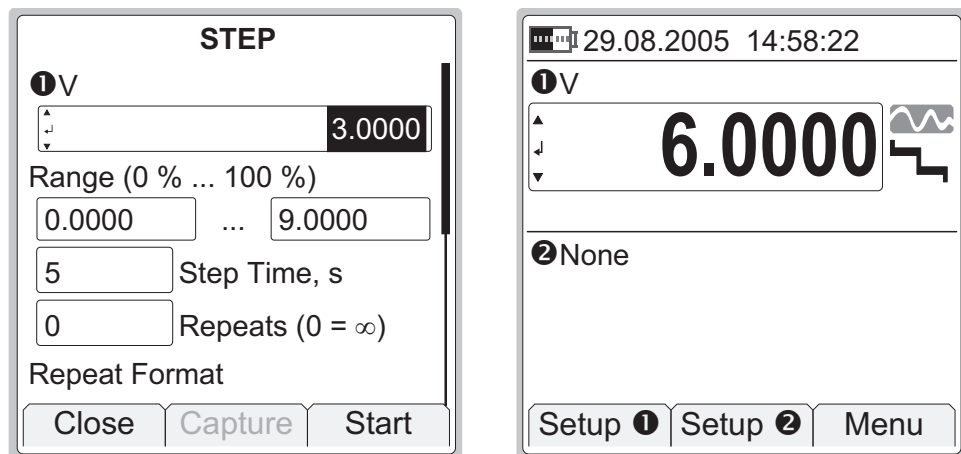 STEP
❶V
3.0000
Range (0 % ... 100 %)
0.0000 ... 9.0000
5 Step Time, s
0 Repeats (0 = ∞)
Repeat Format
Close Capture Start
29.08.2005 14:58:22
❶V
6.0000
❷None
Setup ❶ Setup ❷ Menu